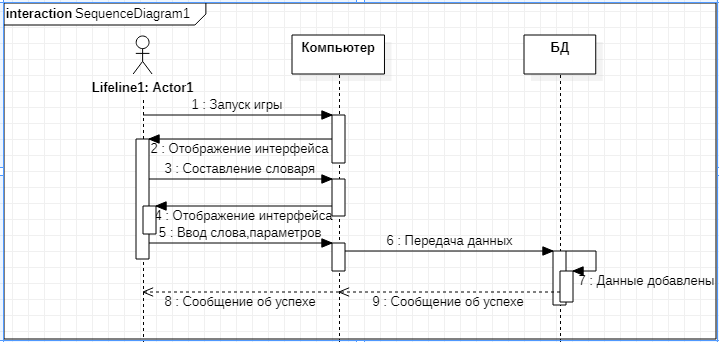 interaction SequenceDiagram1
Компьютер
БД
Lifeline1: Actor1
1 : Запуск игры
2 : Отображение интерфейса
3 : Составление словаря
4 : Отображение интерфейса
5 : Ввод слова,параметров
6 : Передача данных
7 : Данные добавлены
8 : Сообщение об успехе
9 : Сообщение об успехе